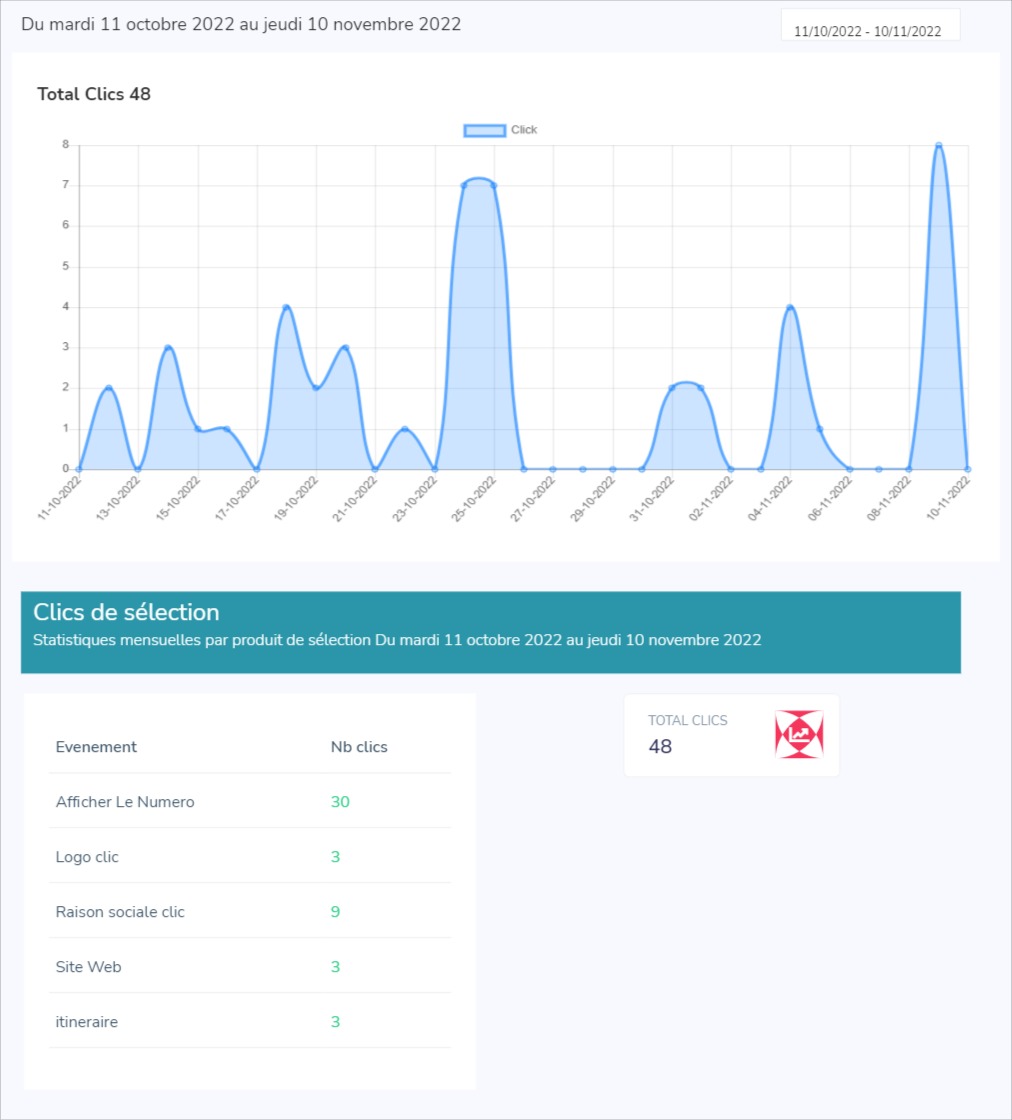 Du mardi 11 octobre 2022 au jeudi 10 novembre 2022
11/10/2022 - 10/11/2022
Total Clics 48
Click
8
7
6
5
4
3
2
1
0
11-10-2022
13-10-2022
15-10-2022
17-10-2022
19-10-2022
21-10-2022
23-10-2022
25-10-2022
27-10-2022
29-10-2022
31-10-2022
02-11-2022
04-11-2022
06-11-2022
08-11-2022
10-11-2022
Clics de sélection
Statistiques mensuelles par produit de sélection Du mardi 11 octobre 2022 au jeudi 10 novembre 2022
TOTAL CLICS
48
Evenement Nb clics
Afficher Le Numero 30
Logo clic 3
Raison sociale clic 9
Site Web 3
itineraire 3